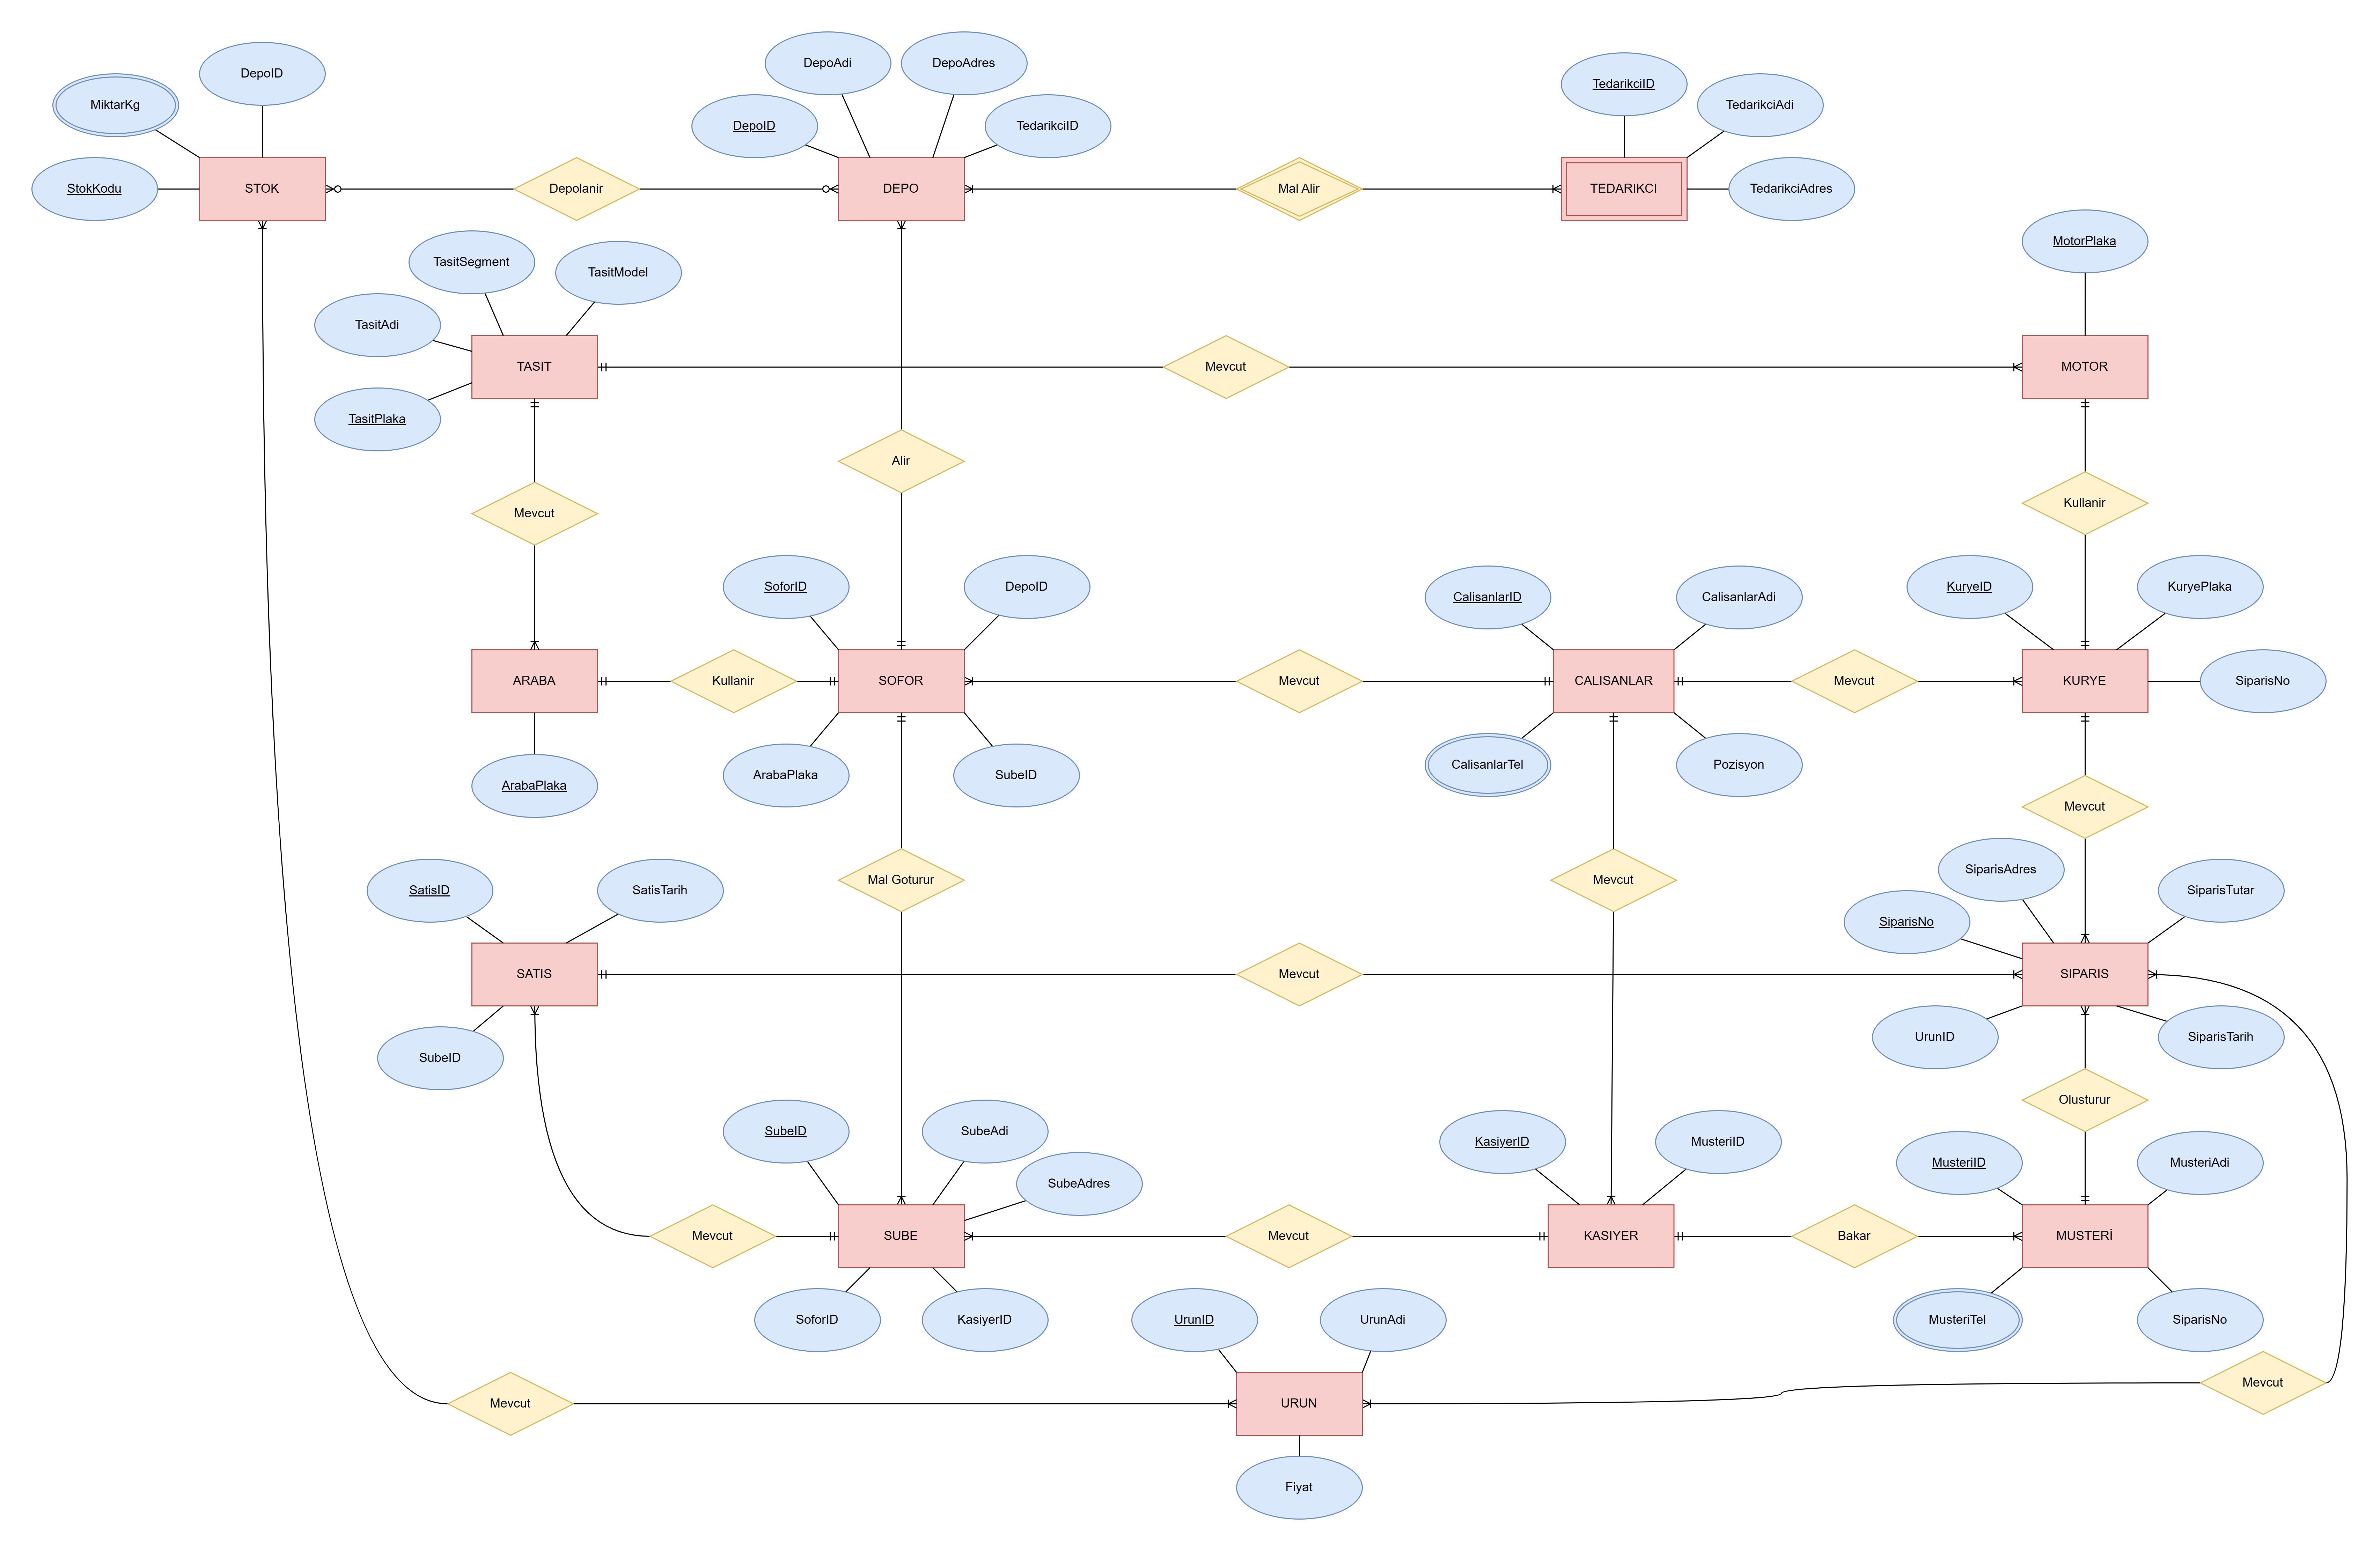 DepoID
MiktarKg
StokKodu
STOK
Depolanir
DepoAdi
DepoAdres
DepoID
TedarikciID
DEPO
Mal Alir
TedarikciID
TedarikciAdi
TEDARIKCI
TedarikciAdres
MotorPlaka
TasitSegment
TasitModel
TasitAdi
TASIT
TasitPlaka
Mevcut
MOTOR
Alir
Mevcut
Kullanir
SoforID
DepoID
CalisanlarID
CalisanlarAdi
KuryeID
KuryePlaka
ARABA
Kullanir
SOFOR
Mevcut
CALISANLAR
Mevcut
KURYE
SiparisNo
ArabaPlaka
ArabaPlaka
SubeID
CalisanlarTel
Pozisyon
Mevcut
SatisID
SatisTarih
Mal Goturur
Mevcut
SiparisAdres
SiparisTutar
SiparisNo
SATIS
Mevcut
SIPARIS
SubeID
UrunID
SiparisTarih
Olusturur
SubeID
SubeAdi
SubeAdres
KasiyerID
MusteriID
MusteriID
MusteriAdi
Mevcut
SUBE
Mevcut
KASIYER
Bakar
MUSTERİ
SoforID
KasiyerID
UrunID
UrunAdi
MusteriTel
SiparisNo
Mevcut
URUN
Mevcut
Fiyat